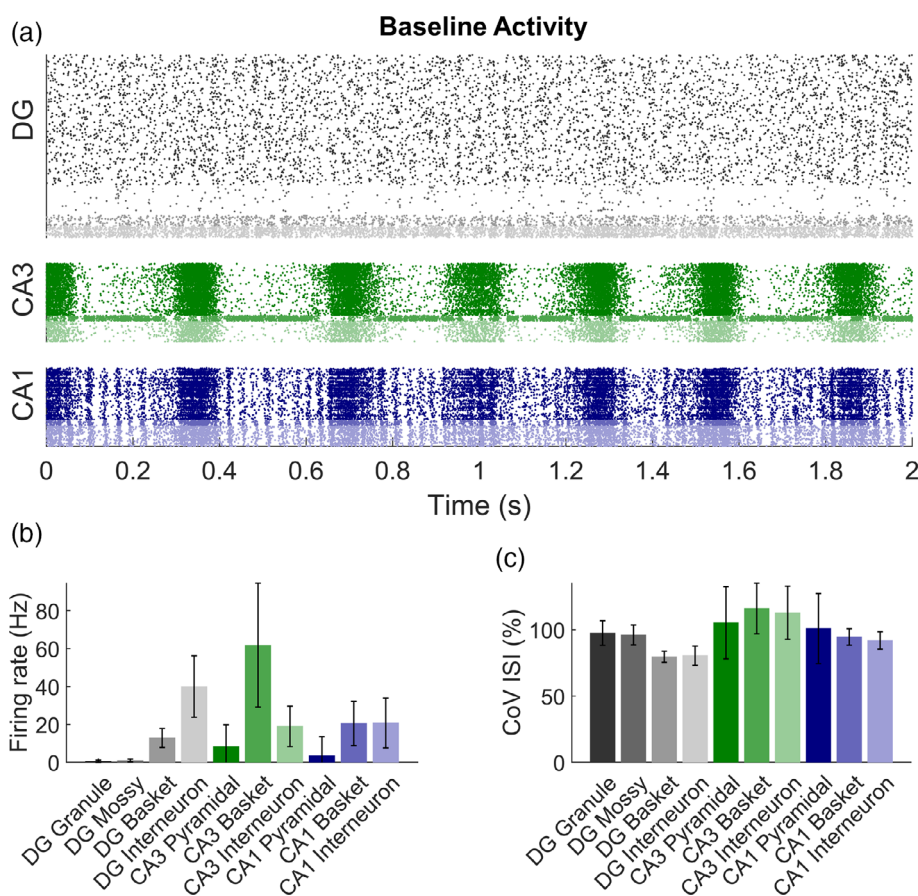 (a)
Baseline Activity
DG
CA3
CA1
0 0.2 0.4 0.6 0.8 1 1.2 1.4 1.6 1.8 2
Time (s)
(b)
Firing rate (Hz)
80
60
40
20
0
DG Granule
DG Mossy
DG Basket
DG Interneuron
CA3 Pyramidal
CA3 Basket
CA3 Interneuron
CA1 Pyramidal
CA1 Basket
CA1 Interneuron
(c)
CoV ISI (%)
100
50
0
DG Granule
DG Mossy
DG Basket
DG Interneuron
CA3 Pyramidal
CA3 Basket
CA3 Interneuron
CA1 Pyramidal
CA1 Basket
CA1 Interneuron